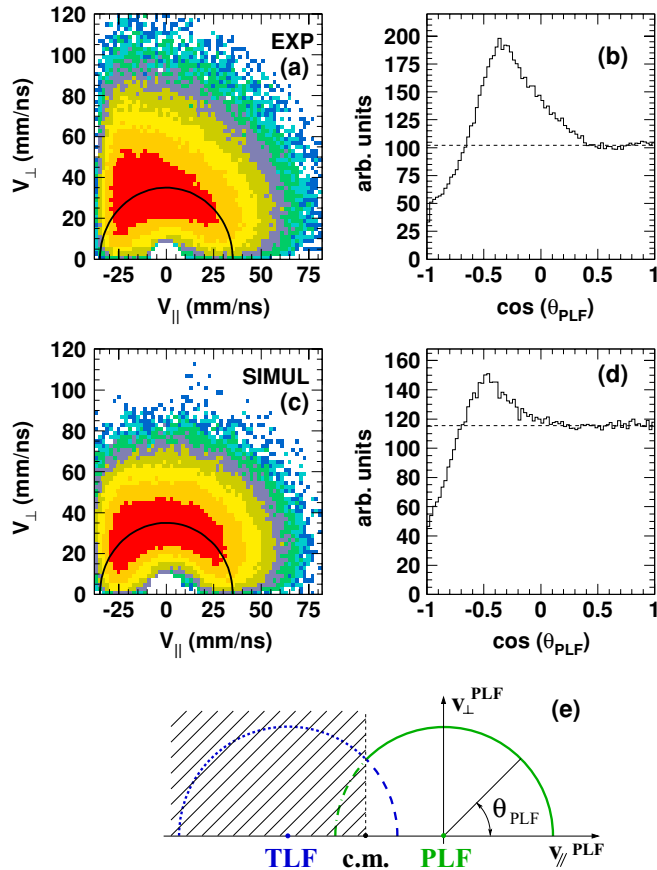 EXP
(a)
120
100
80
60
40
20
0
V⊥ (mm/ns)
-25 0 25 50 75
V|| (mm/ns)
(b)
200
175
150
125
100
75
50
25
0
arb. units
-1 -0.5 0 0.5 1
cos (θPLF)
SIMUL
(c)
120
100
80
60
40
20
0
V⊥ (mm/ns)
-25 0 25 50 75
V|| (mm/ns)
(d)
160
140
120
100
80
60
40
20
0
arb. units
-1 -0.5 0 0.5 1
cos (θPLF)
(e)
v⊥ PLF
θPLF
TLF c.m. PLF
v// PLF